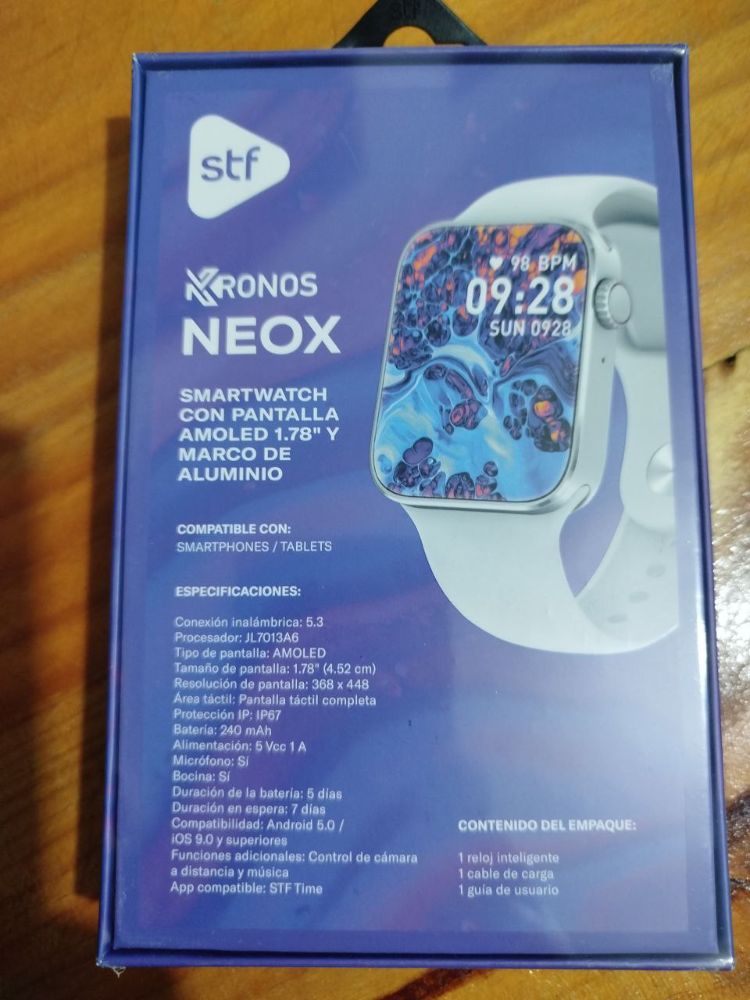 stf
KRONOS
NEOX
SMARTWATCH
CON PANTALLA
AMOLED 1.78" Y
MARCO DE
ALUMINIO
98 BPM
09:28
SUN 0928
COMPATIBLE CON:
SMARTPHONES / TABLETS
ESPECIFICACIONES:
Conexión inalámbrica: 5.3
Procesador: JL7013A6
Tipo de pantalla: AMOLED
Tamaño de pantalla: 1.78" (4.52 cm)
Resolución de pantalla: 368 x 448
Área táctil: Pantalla táctil completa
Protección IP: IP67
Batería: 240 mAh
Alimentación: 5 Vcc 1 A
Micrófono: Sí
Bocina: Sí
Duración de la batería: 5 días
Duración en espera: 7 días
Compatibilidad: Android 5.0 /
iOS 9.0 y superiores
Funciones adicionales: Control de cámara
a distancia y música
App compatible: STF Time
CONTENIDO DEL EMPAQUE:
1 reloj inteligente
1 cable de carga
1 guía de usuario